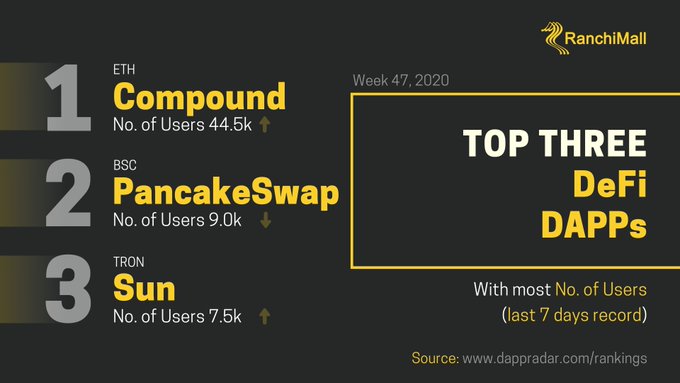 RanchiMall
1
ETH
Compound
No. of Users 44.5k
2
BSC
PancakeSwap
No. of Users 9.0k
3
TRON
Sun
No. of Users 7.5k
Week 47, 2020
TOP THREE
DeFi
DAPPs
With most No. of Users
(last 7 days record)
Source: www.dappradar.com/rankings